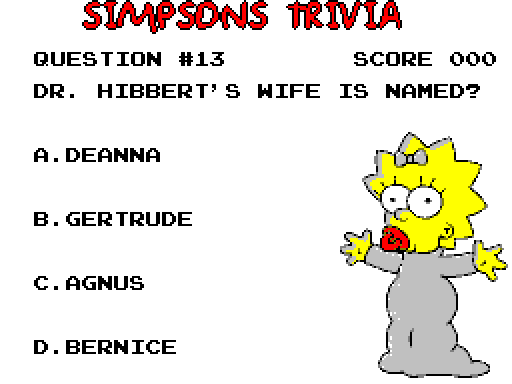 SIMPSONS TRIVIA
QUESTION #13 SCORE 000
DR. HIBBERT'S WIFE IS NAMED?
A.DEANNA
B.GERTRUDE
C.AGNUS
D.BERNICE